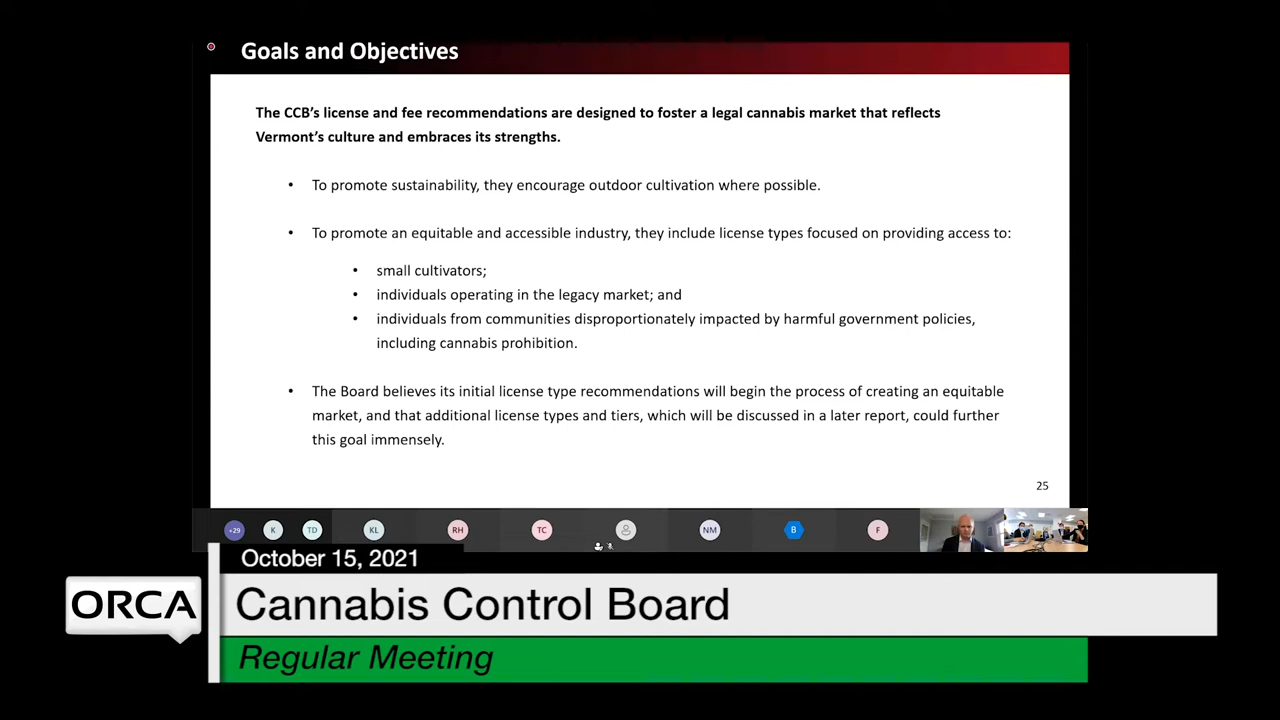 Goals and Objectives
The CCB's license and fee recommendations are designed to foster a legal cannabis market that reflects
Vermont's culture and embraces its strengths.
• To promote sustainability, they encourage outdoor cultivation where possible.
• To promote an equitable and accessible industry, they include license types focused on providing access to:
• small cultivators;
• individuals operating in the legacy market; and
• individuals from communities disproportionately impacted by harmful government policies,
including cannabis prohibition.
• The Board believes its initial license type recommendations will begin the process of creating an equitable
market, and that additional license types and tiers, which will be discussed in a later report, could further
this goal immensely.
25
+29 K TD KL RH TC NM B F
October 15, 2021
ORCA
Cannabis Control Board
Regular Meeting